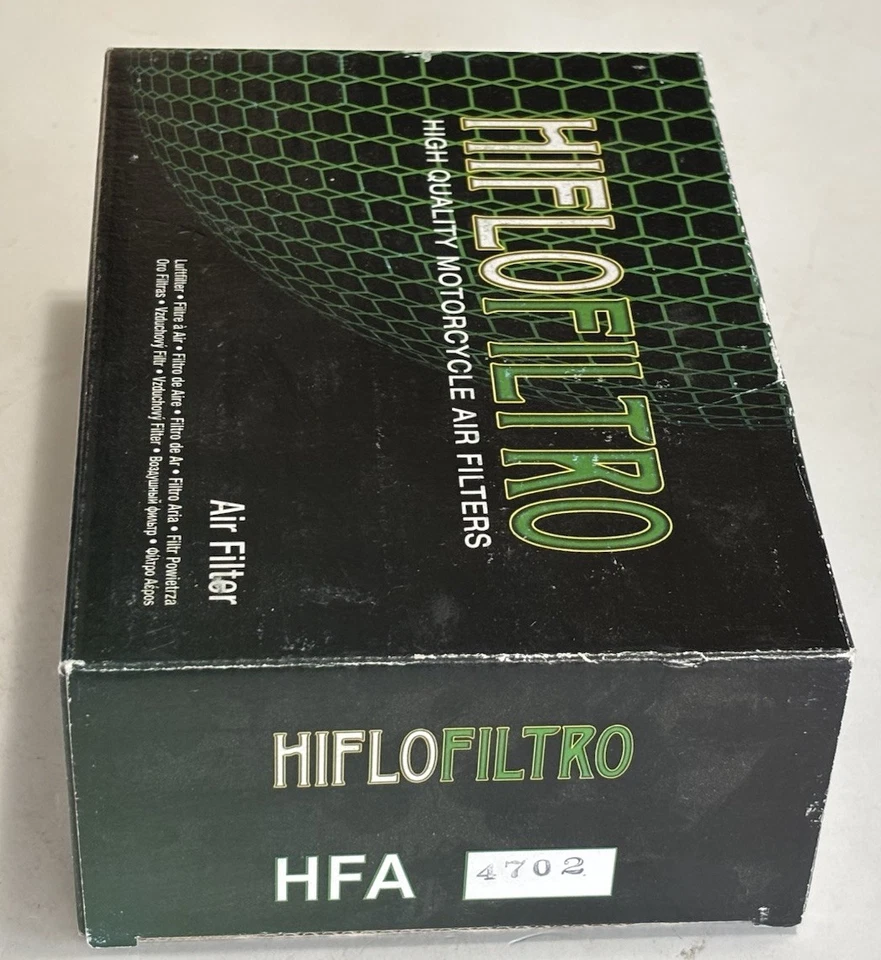 HIFLOFILTRO
HIGH QUALITY MOTORCYCLE AIR FILTERS
Air Filter
Luftfilter • Filtre à Air • Filtro de Aire • Filtro de Ar • Filtro Aria • Filtr Powietrza
Oro Filtras • Vzduchový Filtr • Vzduchový Filter • Воздушный фильтр • Φίλτρο Αέρος
HIFLOFILTRO
HFA 4702